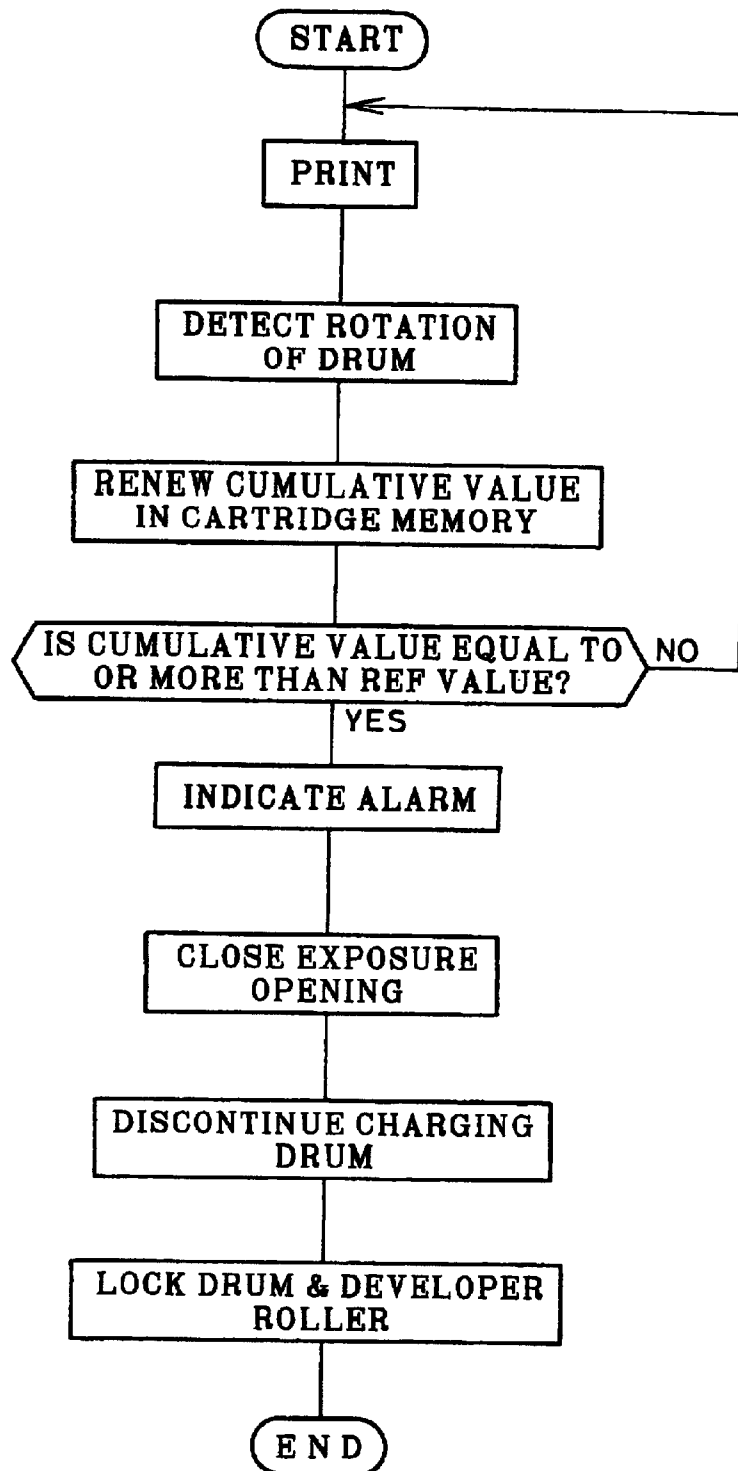 START
PRINT
DETECT ROTATION
OF DRUM
RENEW CUMULATIVE VALUE
IN CARTRIDGE MEMORY
IS CUMULATIVE VALUE EQUAL TO
OR MORE THAN REF VALUE?
NO
YES
INDICATE ALARM
CLOSE EXPOSURE
OPENING
DISCONTINUE CHARGING
DRUM
LOCK DRUM & DEVELOPER
ROLLER
END